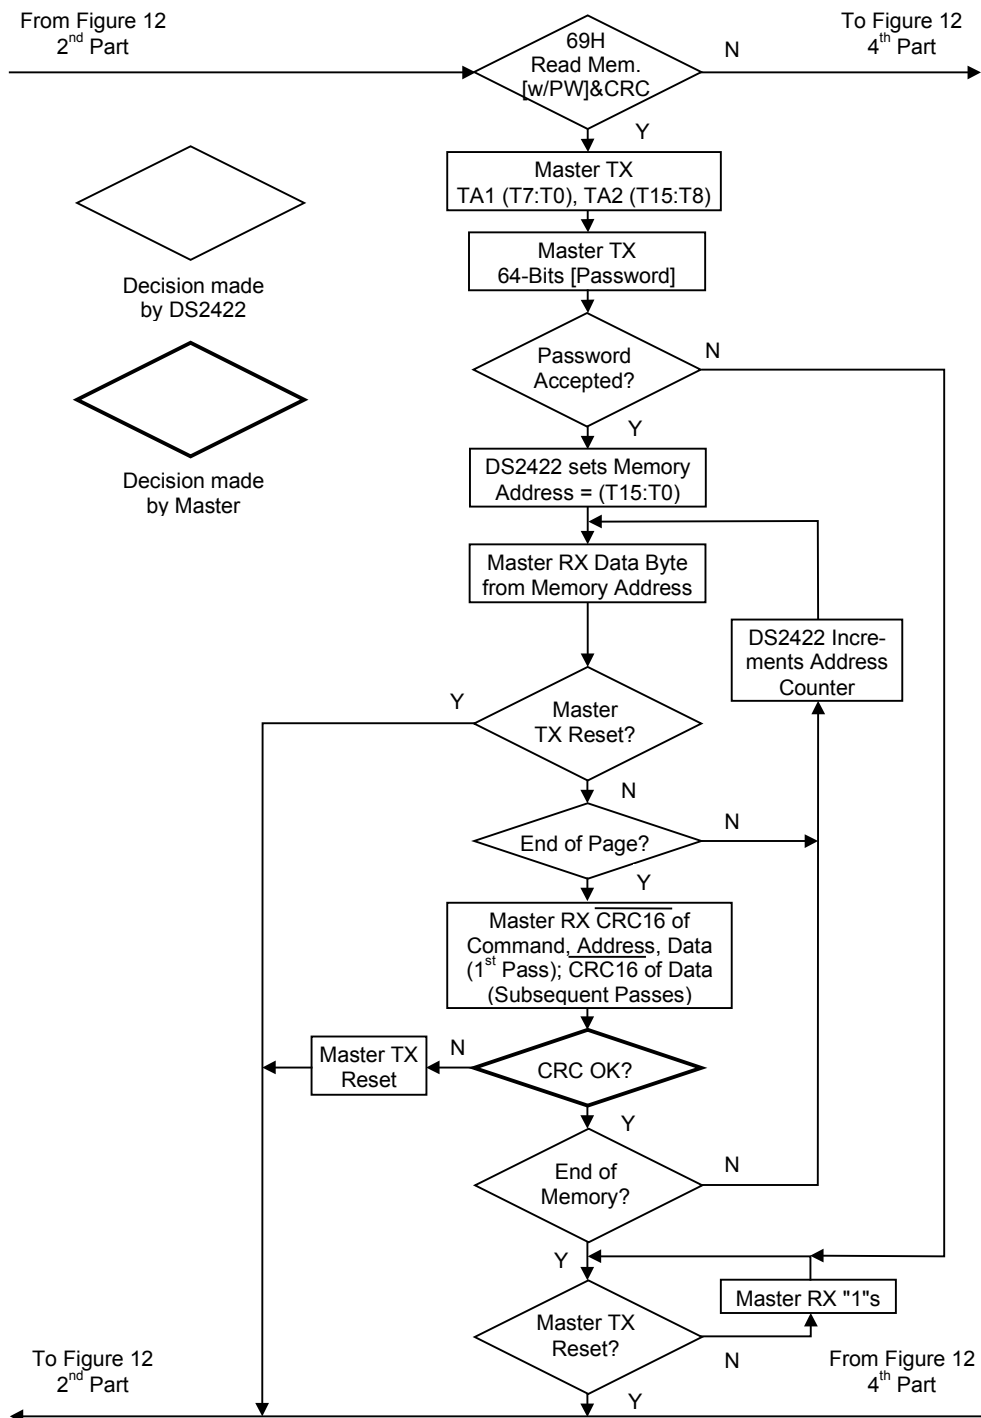 From Figure 12
2nd Part
69H
Read Mem.
[w/PW]&CRC
N
To Figure 12
4th Part
Y
Master TX
TA1 (T7:T0), TA2 (T15:T8)
Master TX
64-Bits [Password]
Decision made
by DS2422
Password
Accepted?
N
Y
Decision made
by Master
DS2422 sets Memory
Address = (T15:T0)
Master RX Data Byte
from Memory Address
DS2422 Incre-
ments Address
Counter
Y
Master
TX Reset?
N
End of Page?
N
Y
Master RX CRC16 of
Command, Address, Data
(1st Pass); CRC16 of Data
(Subsequent Passes)
Master TX
Reset
N
CRC OK?
Y
End of
Memory?
N
Y
Master RX "1"s
Master TX
Reset?
N
Y
To Figure 12
2nd Part
From Figure 12
4th Part